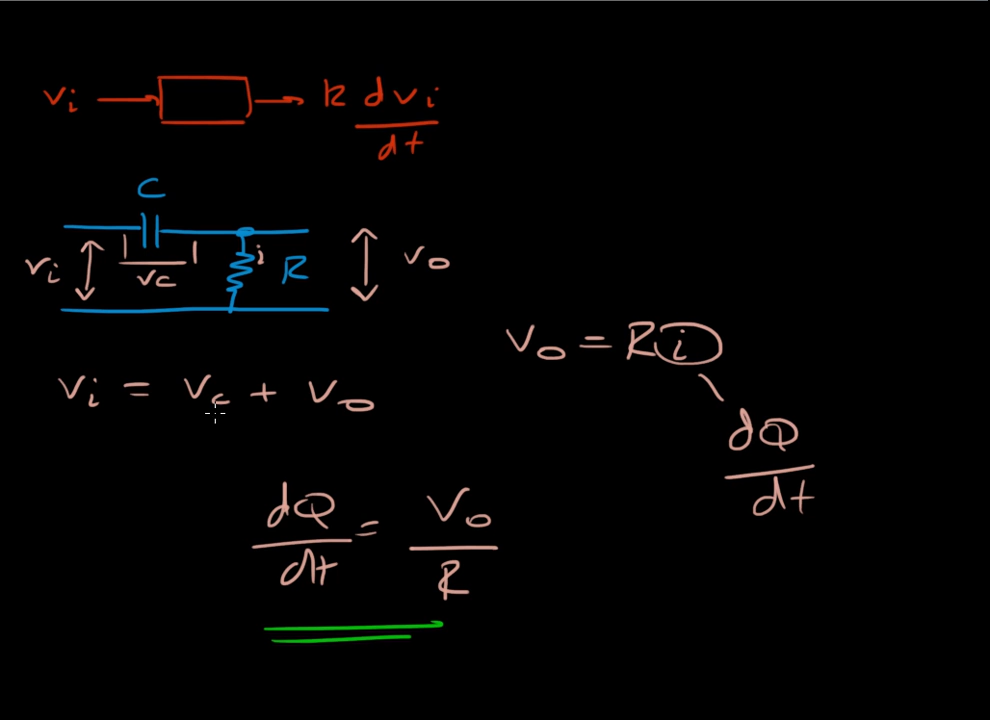 vi → k dvi/dt
C
vi vc i R vo
vo = Ri
vi = vc + vo
dQ/dt
dQ/dt = Vo/R